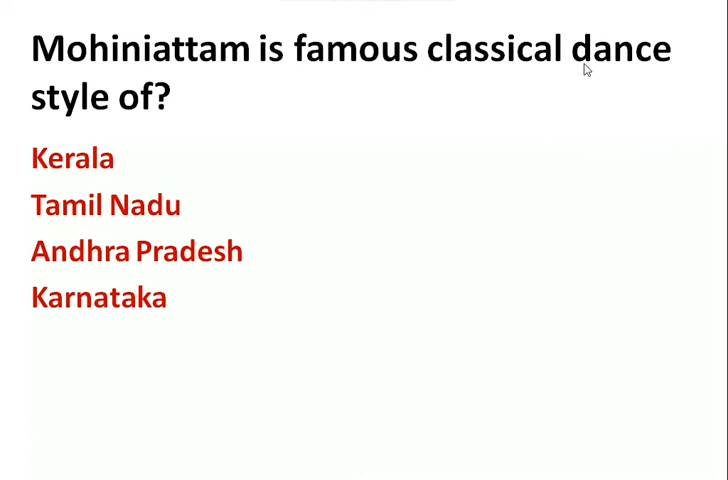 Mohiniattam is famous classical dance
style of?
Kerala
Tamil Nadu
Andhra Pradesh
Karnataka